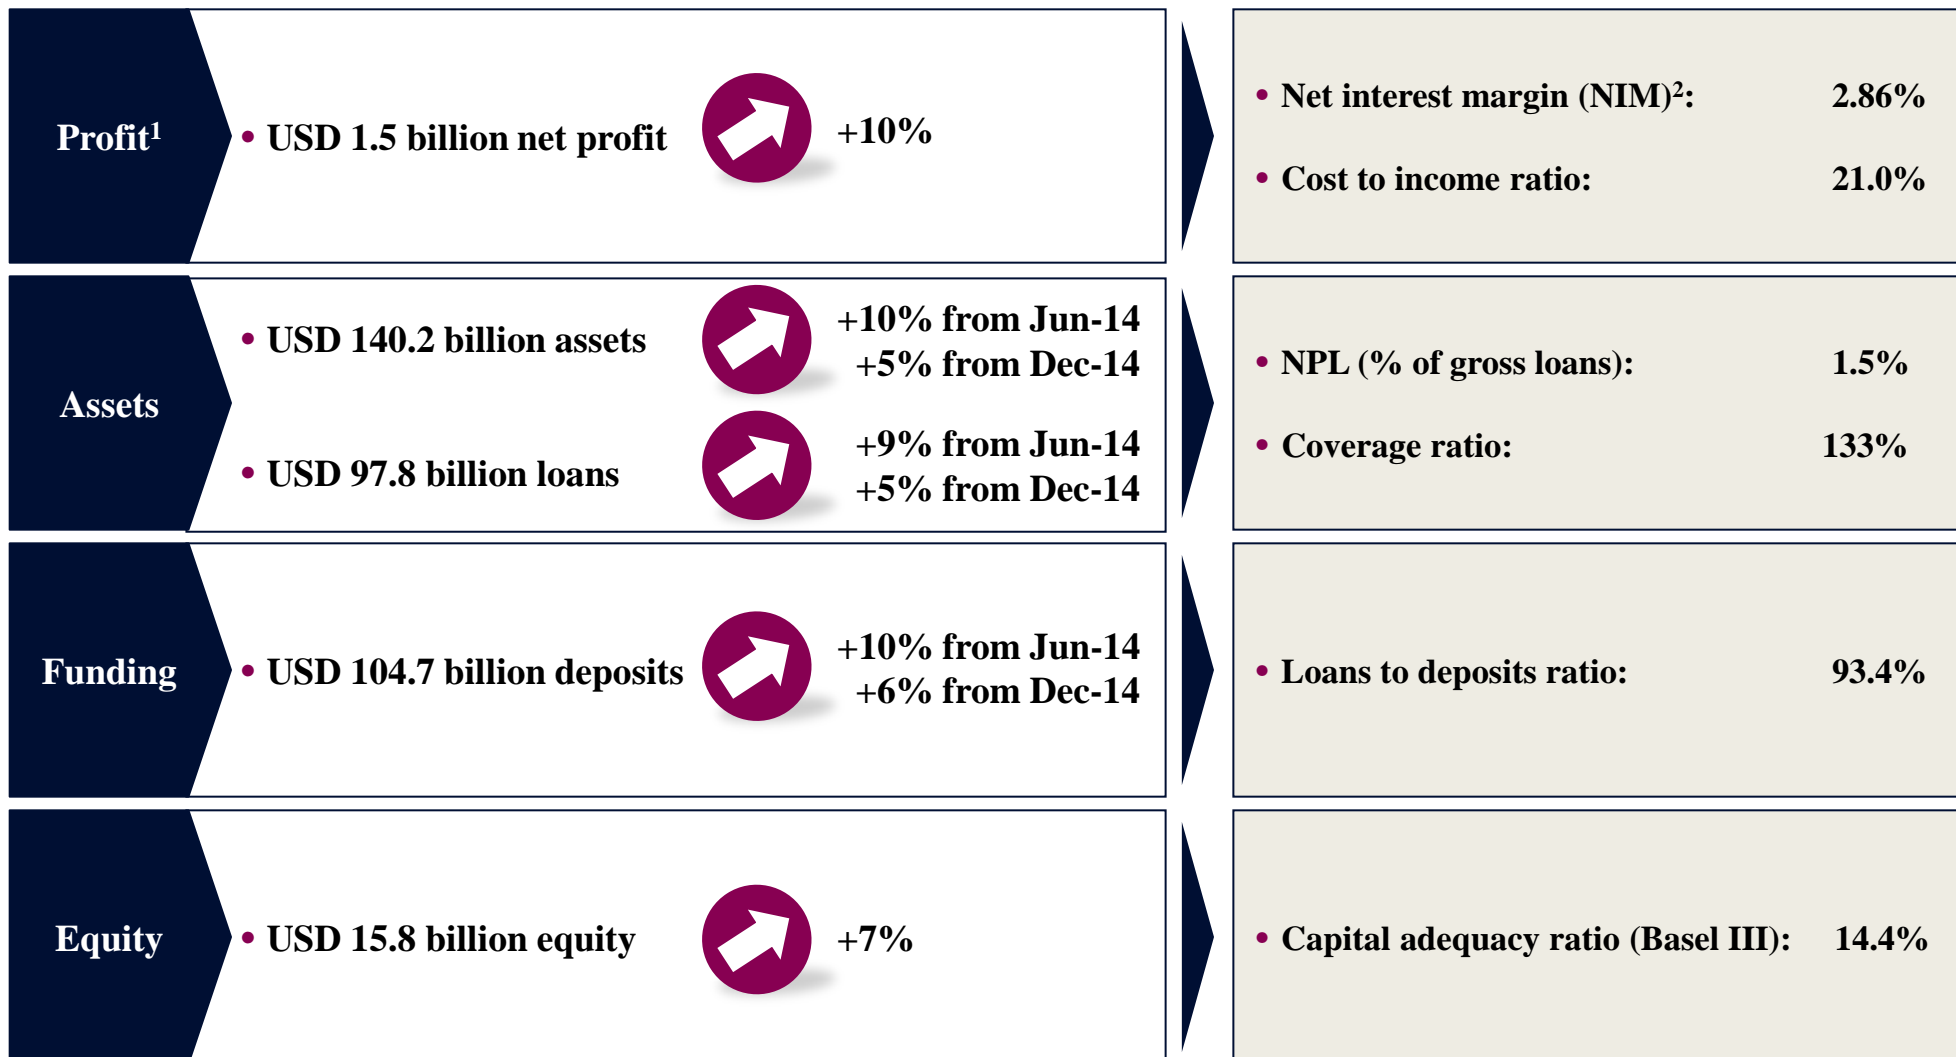 Profit¹
• USD 1.5 billion net profit
+10%
• Net interest margin (NIM)²: 2.86%
• Cost to income ratio: 21.0%
Assets
• USD 140.2 billion assets
+10% from Jun-14
+5% from Dec-14
• USD 97.8 billion loans
+9% from Jun-14
+5% from Dec-14
• NPL (% of gross loans): 1.5%
• Coverage ratio: 133%
Funding
• USD 104.7 billion deposits
+10% from Jun-14
+6% from Dec-14
• Loans to deposits ratio: 93.4%
Equity
• USD 15.8 billion equity
+7%
• Capital adequacy ratio (Basel III): 14.4%